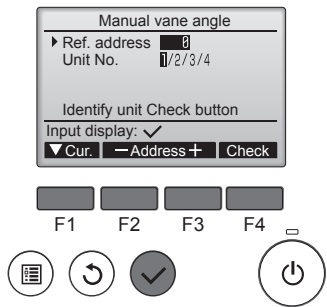 Manual vane angle
Ref. address 0
Unit No. 1/2/3/4
Identify unit Check button
Input display: ✓
▼Cur. －Address＋ Check
F1 F2 F3 F4